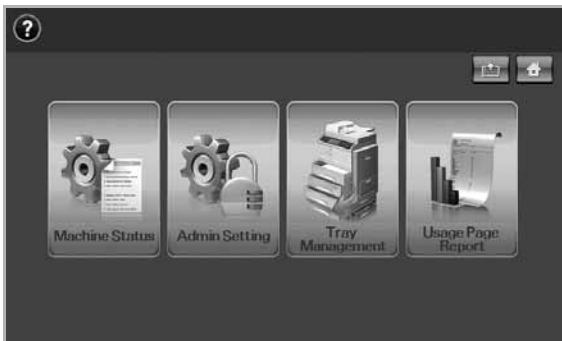 ?
Machine Status
Admin Setting
Tray
Management
Usage Page
Report